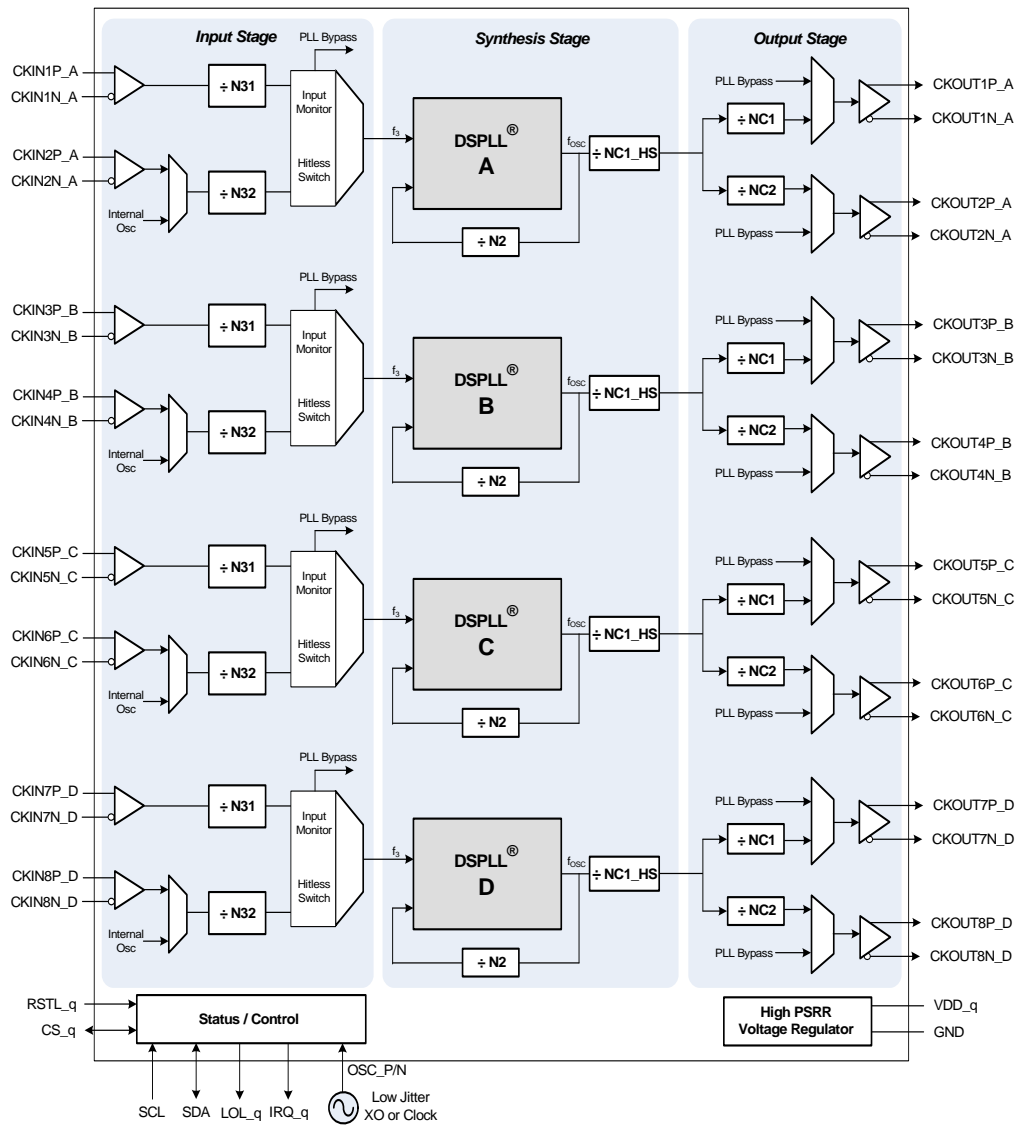 Input Stage
Synthesis Stage
Output Stage
PLL Bypass
CKIN1P_A
CKIN1N_A
÷ N31
Input
Monitor
Hitless
Switch
CKIN2P_A
CKIN2N_A
Internal
Osc
÷ N32
f3
DSPLL®
A
fOSC
÷ NC1_HS
÷ N2
PLL Bypass
÷ NC1
CKOUT1P_A
CKOUT1N_A
÷ NC2
PLL Bypass
CKOUT2P_A
CKOUT2N_A
PLL Bypass
CKIN3P_B
CKIN3N_B
÷ N31
Input
Monitor
Hitless
Switch
CKIN4P_B
CKIN4N_B
Internal
Osc
÷ N32
f3
DSPLL®
B
fOSC
÷ NC1_HS
÷ N2
PLL Bypass
÷ NC1
CKOUT3P_B
CKOUT3N_B
÷ NC2
PLL Bypass
CKOUT4P_B
CKOUT4N_B
PLL Bypass
CKIN5P_C
CKIN5N_C
÷ N31
Input
Monitor
Hitless
Switch
CKIN6P_C
CKIN6N_C
Internal
Osc
÷ N32
f3
DSPLL®
C
fOSC
÷ NC1_HS
÷ N2
PLL Bypass
÷ NC1
CKOUT5P_C
CKOUT5N_C
÷ NC2
PLL Bypass
CKOUT6P_C
CKOUT6N_C
PLL Bypass
CKIN7P_D
CKIN7N_D
÷ N31
Input
Monitor
Hitless
Switch
CKIN8P_D
CKIN8N_D
Internal
Osc
÷ N32
f3
DSPLL®
D
fOSC
÷ NC1_HS
÷ N2
PLL Bypass
÷ NC1
CKOUT7P_D
CKOUT7N_D
÷ NC2
PLL Bypass
CKOUT8P_D
CKOUT8N_D
RSTL_q
CS_q
Status / Control
High PSRR
Voltage Regulator
VDD_q
GND
SCL
SDA
LOL_q
IRQ_q
OSC_P/N
Low Jitter
XO or Clock